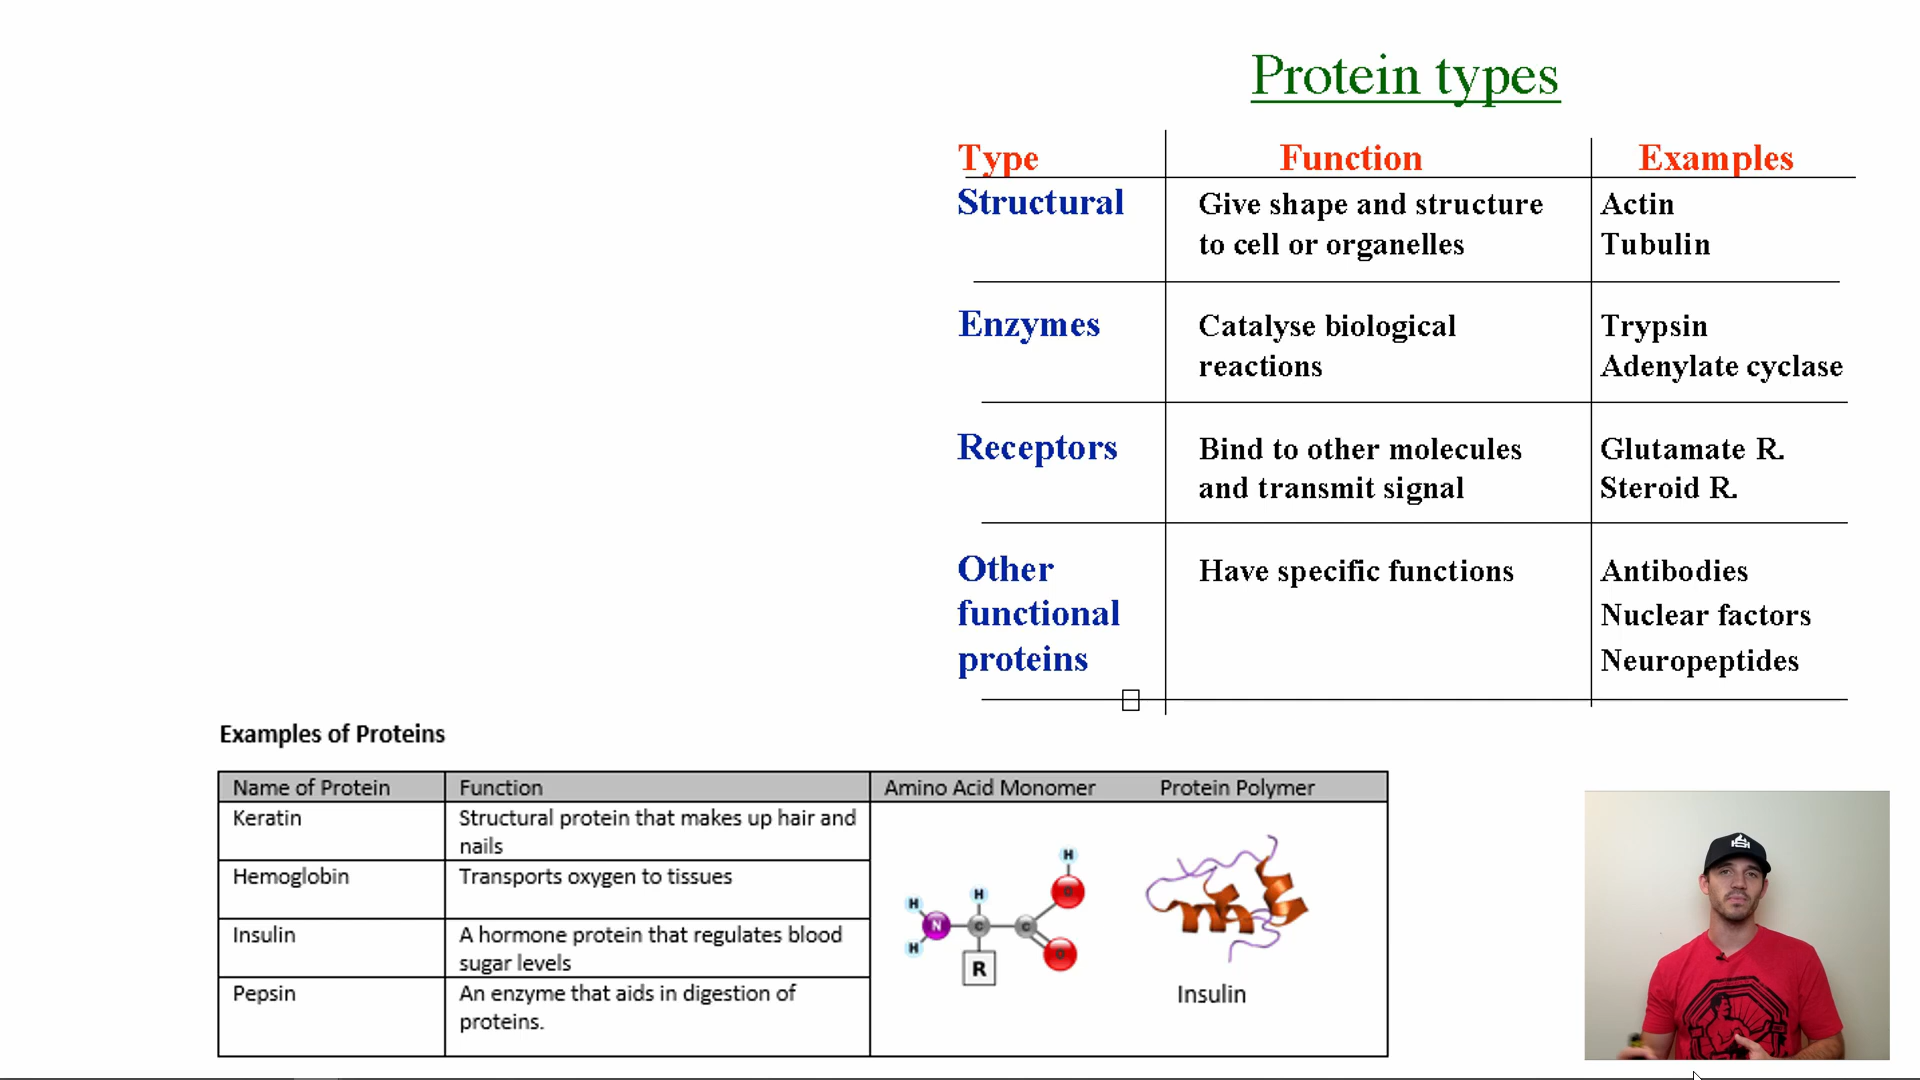 Protein types
Type Function Examples
Structural Give shape and structure Actin
to cell or organelles Tubulin
Enzymes Catalyse biological Trypsin
reactions Adenylate cyclase
Receptors Bind to other molecules Glutamate R.
and transmit signal Steroid R.
Other Have specific functions Antibodies
functional Nuclear factors
proteins Neuropeptides
Examples of Proteins
Name of Protein Function Amino Acid Monomer Protein Polymer
Keratin Structural protein that makes up hair and
nails
Hemoglobin Transports oxygen to tissues
Insulin A hormone protein that regulates blood
sugar levels
Pepsin An enzyme that aids in digestion of
proteins.
H
H H O
N C C
H O
R
Insulin